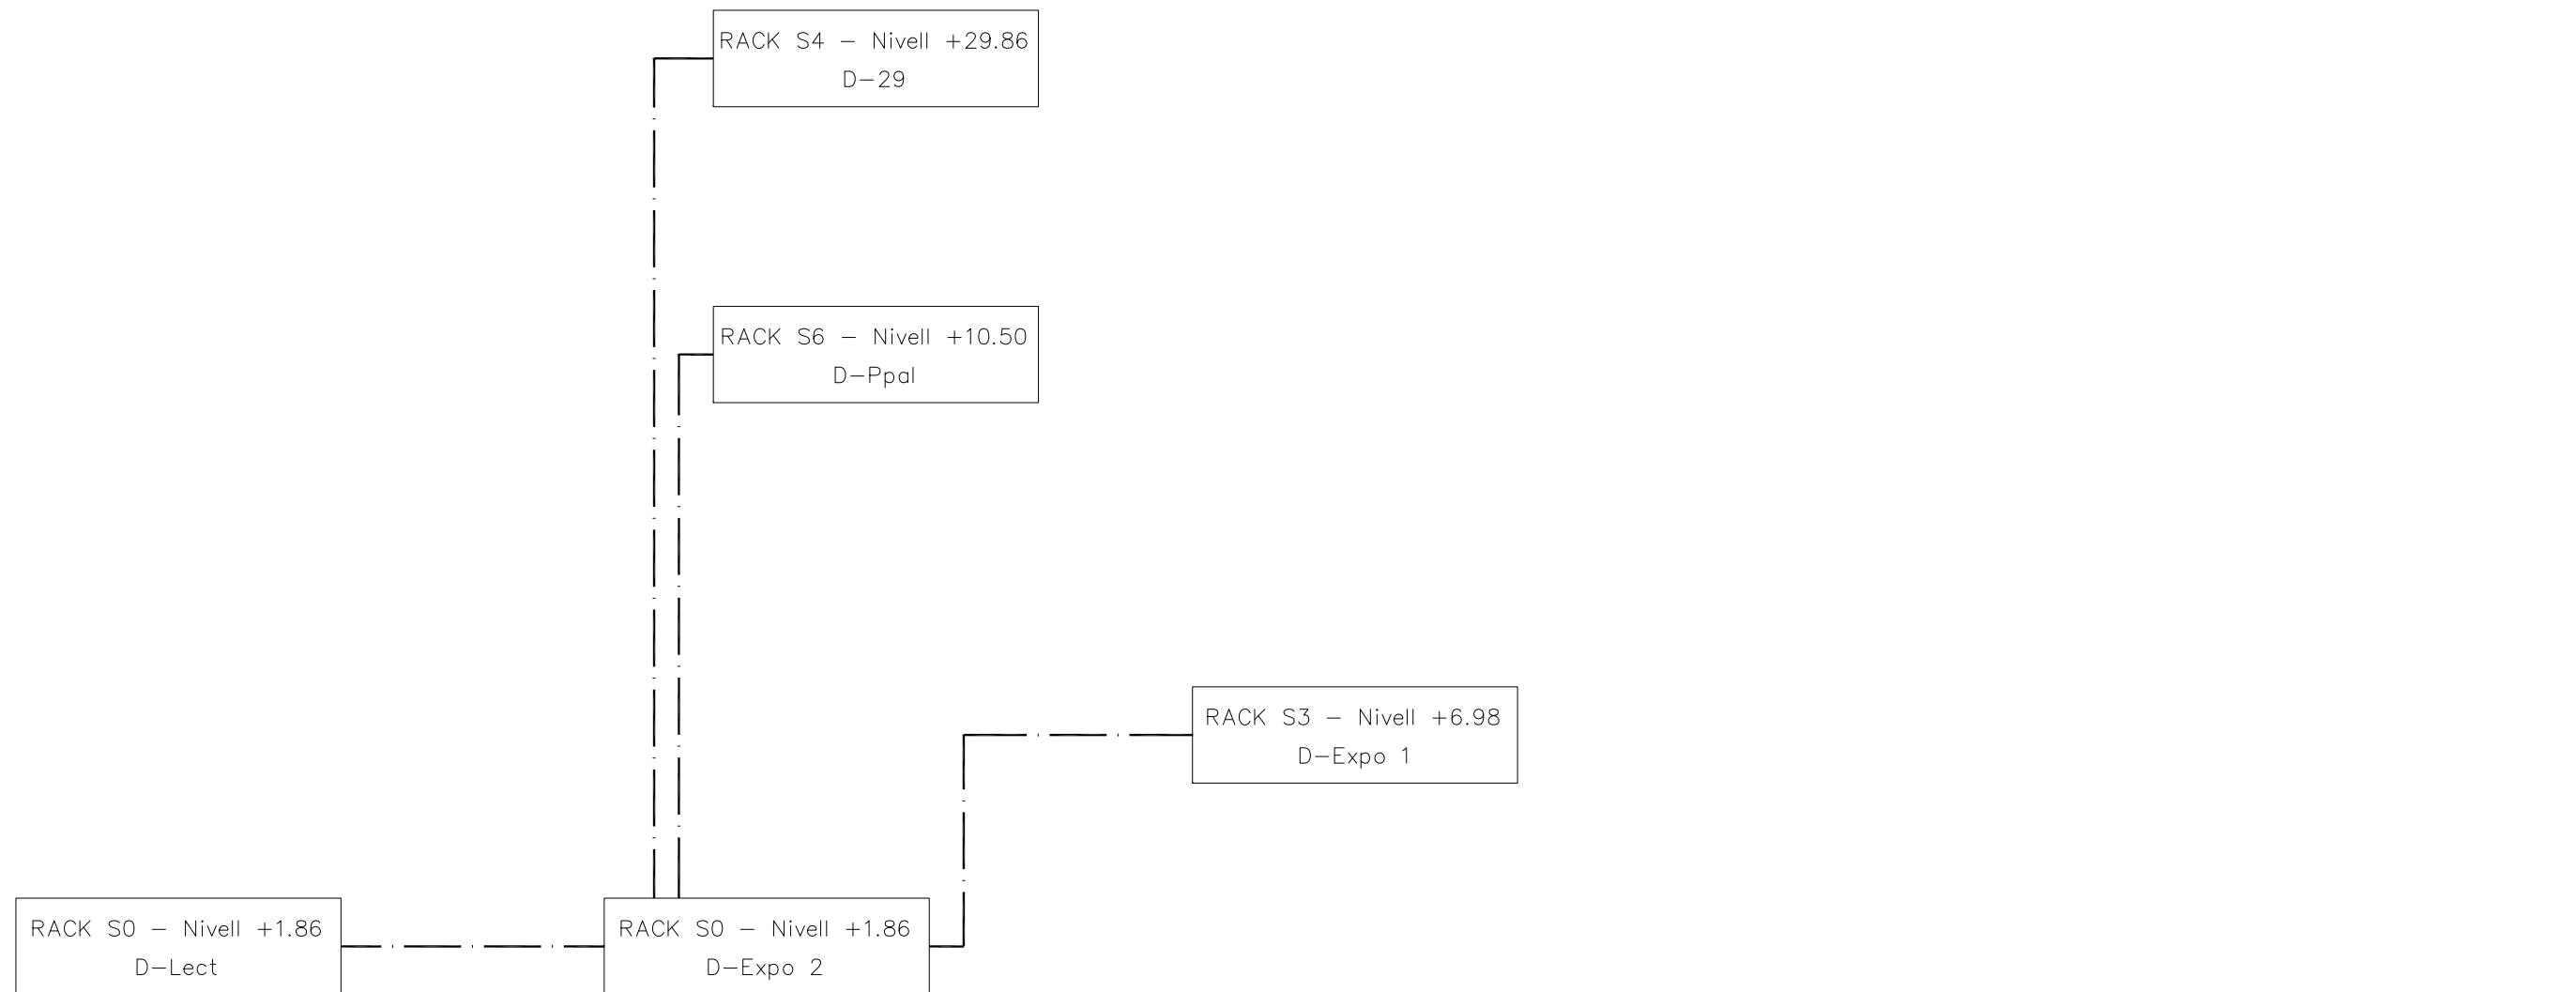 RACK S4 - Nivell +29.86
D-29
RACK S6 - Nivell +10.50
D-Ppal
RACK S3 - Nivell +6.98
D-Expo 1
RACK S0 - Nivell +1.86
D-Lect
RACK S0 - Nivell +1.86
D-Expo 2